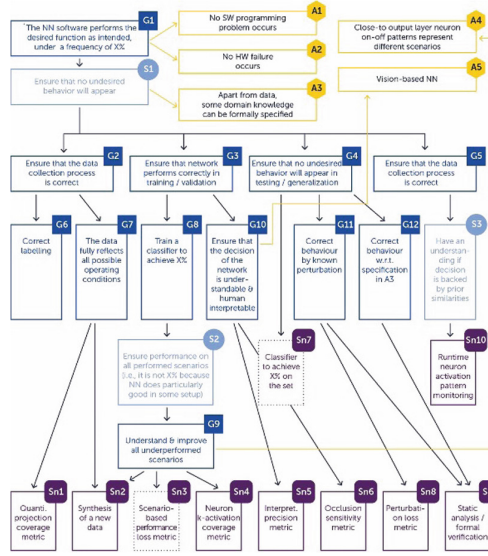 G1
"The NN software performs the
desired function as intended,
under a frequency of X%
A1
No SW programming
problem occurs
A2
No HW failure
occurs
A3
Apart from data,
some domain knowledge
can be formally specified
A4
Close-to output layer neuron
on-off patterns represent
different scenarios
A5
Vision-based NN
S1
Ensure that no undesired
behavior will appear
G2
Ensure that the data
collection process
is correct
G3
Ensure that network
performs correctly in
training / validation
G4
Ensure that no undesired
behavior will appear in
testing / generalization
G5
Ensure that the data
collection process
is correct
G6
Correct
labelling
G7
The data
fully reflects
all possible
operating
conditions
G8
Train a
classifier to
achieve X%
G10
Ensure that
the decision
of the
network
is under-
standable &
human
interpretable
G11
Correct
behaviour
by known
perturbation
G12
Correct
behaviour
w.r.t.
specification
in A3
S3
Have an
understan-
ding if
decision
is backed
by prior
similarities
S2
Ensure performance on
all performed scenarios
(i.e., it is not X% because
NN does particularly
good in some setup)
Sn7
Classifier
to achieve
X% on
the set
Sn10
Runtime
neuron
activation
pattern
monitoring
G9
Understand & improve
all underperformed
scenarios
Sn1
Quanti.
projection
coverage
metric
Sn2
Synthesis
of a new
data
Sn3
Scenario-
based
performance
loss metric
Sn4
Neuron
k-activation
coverage
metric
Sn5
Interpret.
precision
metric
Sn6
Occlusion
sensitivity
metric
Sn8
Perturbati-
on loss
metric
Static
analysis /
formal
verification